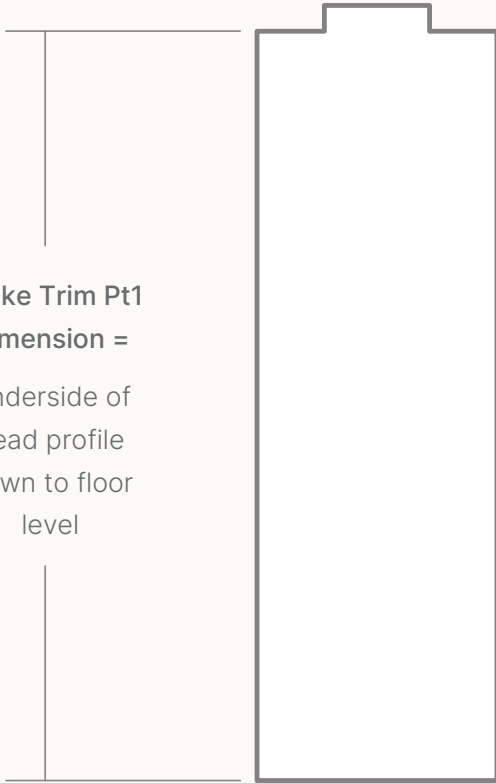 ke Trim Pt1
mension =
nderside of
ead profile
wn to floor
level